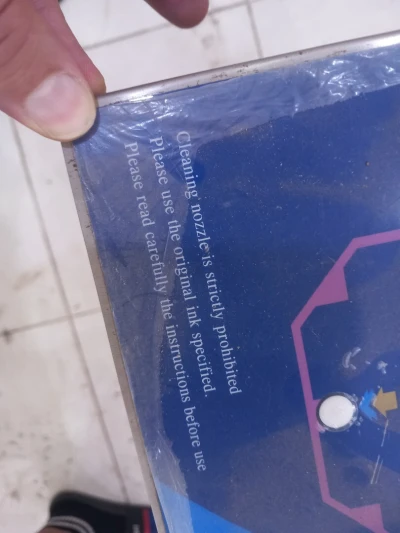 Cleaning nozzle is strictly prohibited
Please use the original ink specified.
Please read carefully the instructions before use